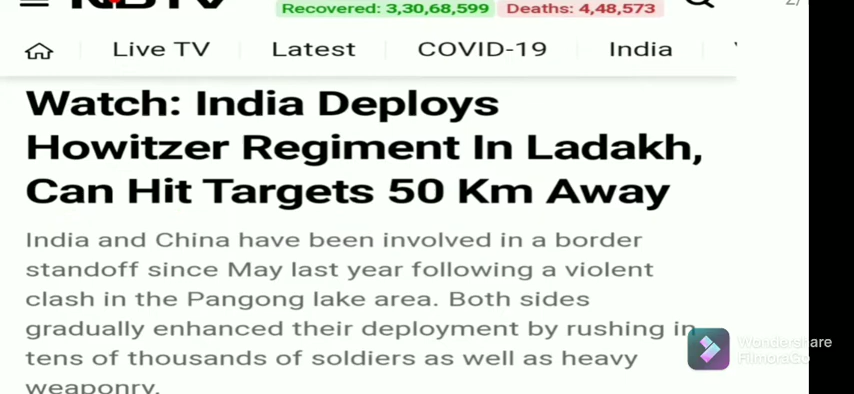 Recovered: 3,30,68,599 Deaths: 4,48,573
Live TV Latest COVID-19 India
Watch: India Deploys
Howitzer Regiment In Ladakh,
Can Hit Targets 50 Km Away
India and China have been involved in a border
standoff since May last year following a violent
clash in the Pangong lake area. Both sides
gradually enhanced their deployment by rushing in
tens of thousands of soldiers as well as heavy
weaponry.
Wondershare
FilmoraGo